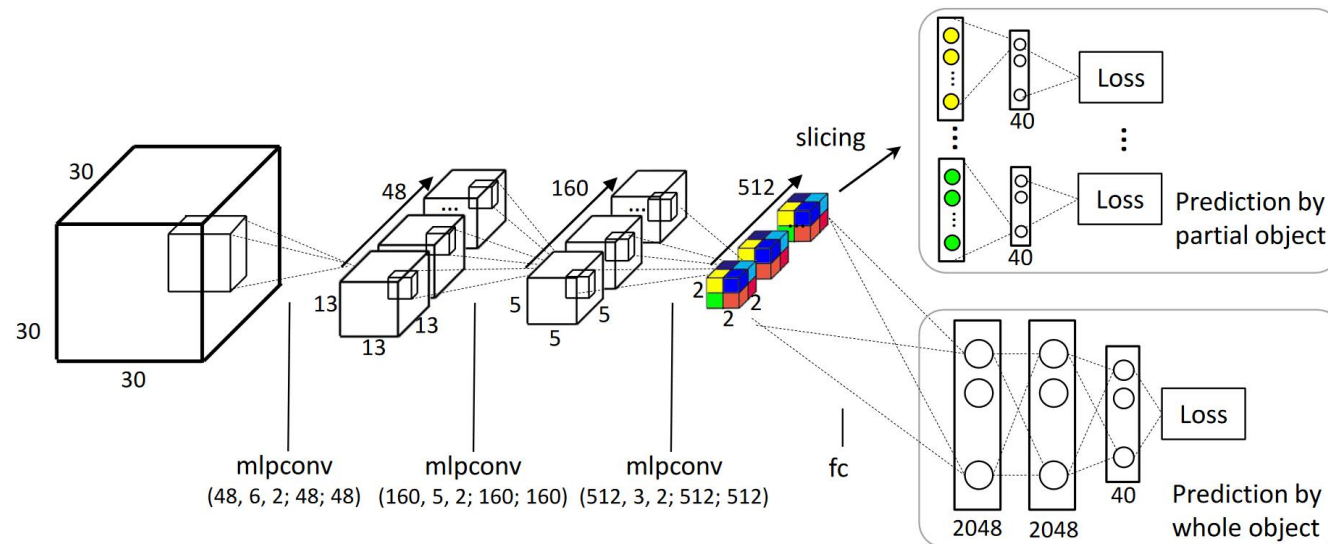 30
30
30
mlpconv
(48, 6, 2; 48; 48)
48
...
13
13
13
mlpconv
(160, 5, 2; 160; 160)
160
...
5
5
5
mlpconv
(512, 3, 2; 512; 512)
512
...
2
2
2
slicing
fc
40
Loss
40
Loss
Prediction by
partial object
2048
2048
40
Loss
Prediction by
whole object